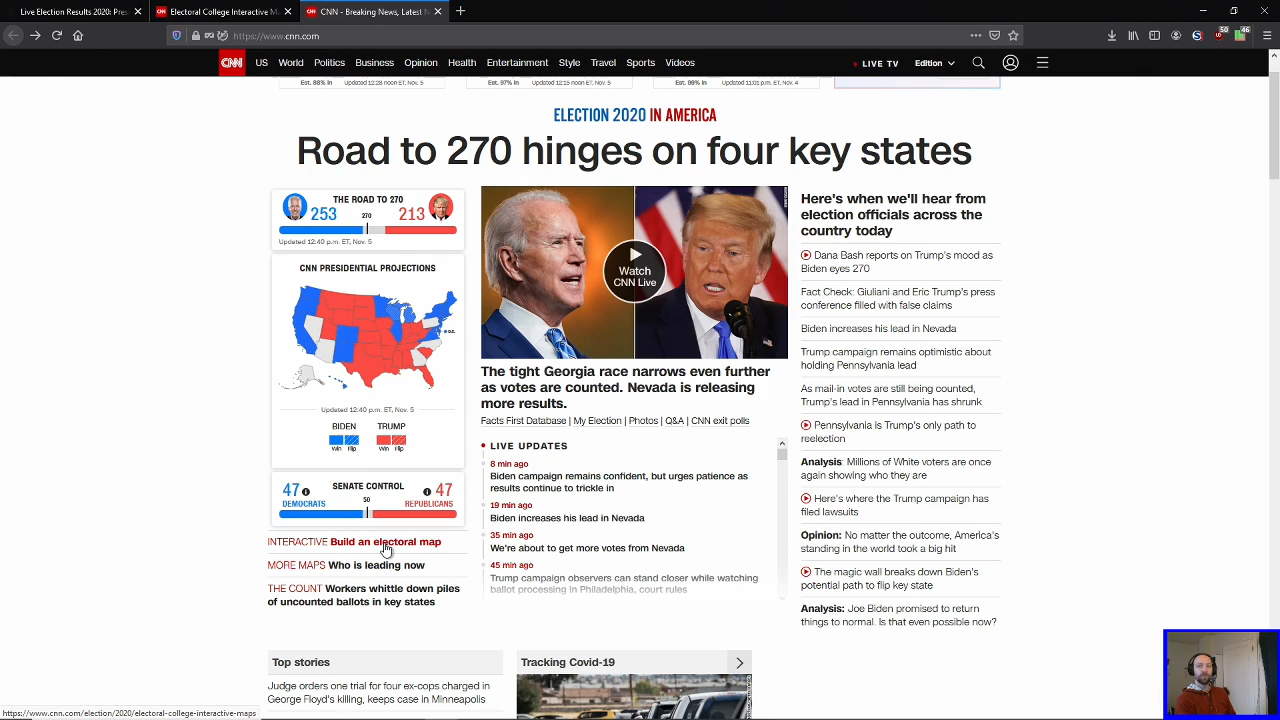 Live Election Results 2020: Pres
Electoral College Interactive M
CNN - Breaking News, Latest N
https://www.cnn.com
50
46
CNN
US World Politics Business Opinion Health Entertainment Style Travel Sports Videos
LIVE TV Edition
Est. 88% In Updated 12:28 noon ET, Nov. 5
Est. 97% In Updated 12:15 noon ET, Nov. 5
Est. 86% In Updated 11:01 p.m. ET, Nov. 4
ELECTION 2020 IN AMERICA
Road to 270 hinges on four key states
THE ROAD TO 270
253 270 213
Updated 12:40 p.m. ET, Nov. 5
CNN PRESIDENTIAL PROJECTIONS
D.C.
Updated 12:40 p.m. ET, Nov. 5
BIDEN TRUMP
Win Flip Win Flip
SENATE CONTROL
47 47
50
DEMOCRATS REPUBLICANS
INTERACTIVE Build an electoral map
MORE MAPS Who is leading now
THE COUNT Workers whittle down piles
of uncounted ballots in key states
Watch
CNN Live
The tight Georgia race narrows even further
as votes are counted. Nevada is releasing
more results.
Facts First Database | My Election | Photos | Q&A | CNN exit polls
LIVE UPDATES
8 min ago
Biden campaign remains confident, but urges patience as
results continue to trickle in
19 min ago
Biden increases his lead in Nevada
35 min ago
We're about to get more votes from Nevada
45 min ago
Trump campaign observers can stand closer while watching
ballot processing in Philadelphia, court rules
Here's when we'll hear from
election officials across the
country today
Dana Bash reports on Trump's mood as
Biden eyes 270
Fact Check: Giuliani and Eric Trump's press
conference filled with false claims
Biden increases his lead in Nevada
Trump campaign remains optimistic about
holding Pennsylvania lead
As mail-in votes are still being counted,
Trump's lead in Pennsylvania has shrunk
Pennsylvania is Trump's only path to
reelection
Analysis: Millions of White voters are once
again showing who they are
Here's where the Trump campaign has
filed lawsuits
Opinion: No matter the outcome, America's
standing in the world took a big hit
The magic wall breaks down Biden's
potential path to flip key state
Analysis: Joe Biden promised to return
things to normal. Is that even possible now?
Top stories
Judge orders one trial for four ex-cops charged in
George Floyd's killing, keeps case in Minneapolis
Tracking Covid-19
https://www.cnn.com/election/2020/electoral-college-interactive-maps